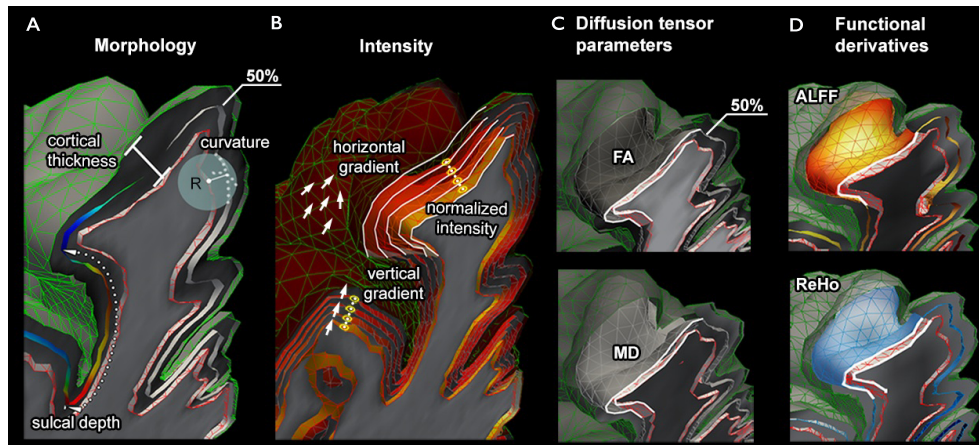 A
Morphology
50%
cortical
thickness
curvature
R
sulcal depth
B
Intensity
horizontal
gradient
normalized
intensity
vertical
gradient
C
Diffusion tensor
parameters
50%
FA
MD
D
Functional
derivatives
ALFF
ReHo